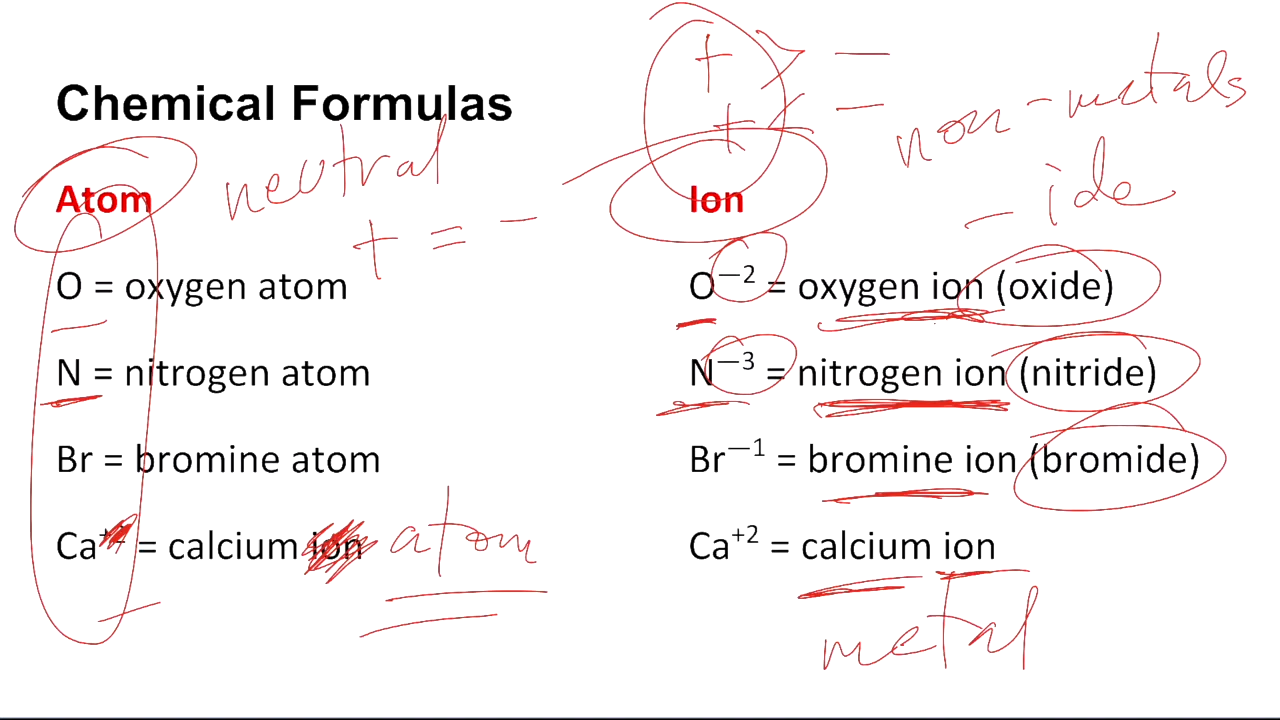 Chemical Formulas
+ > −
+ < −
non-metals
-ide
Atom
neutral
+ = −
Ion
O = oxygen atom
O⁻² = oxygen ion (oxide)
N = nitrogen atom
N⁻³ = nitrogen ion (nitride)
Br = bromine atom
Br⁻¹ = bromine ion (bromide)
Ca = calcium ion atom
Ca⁺² = calcium ion
metal